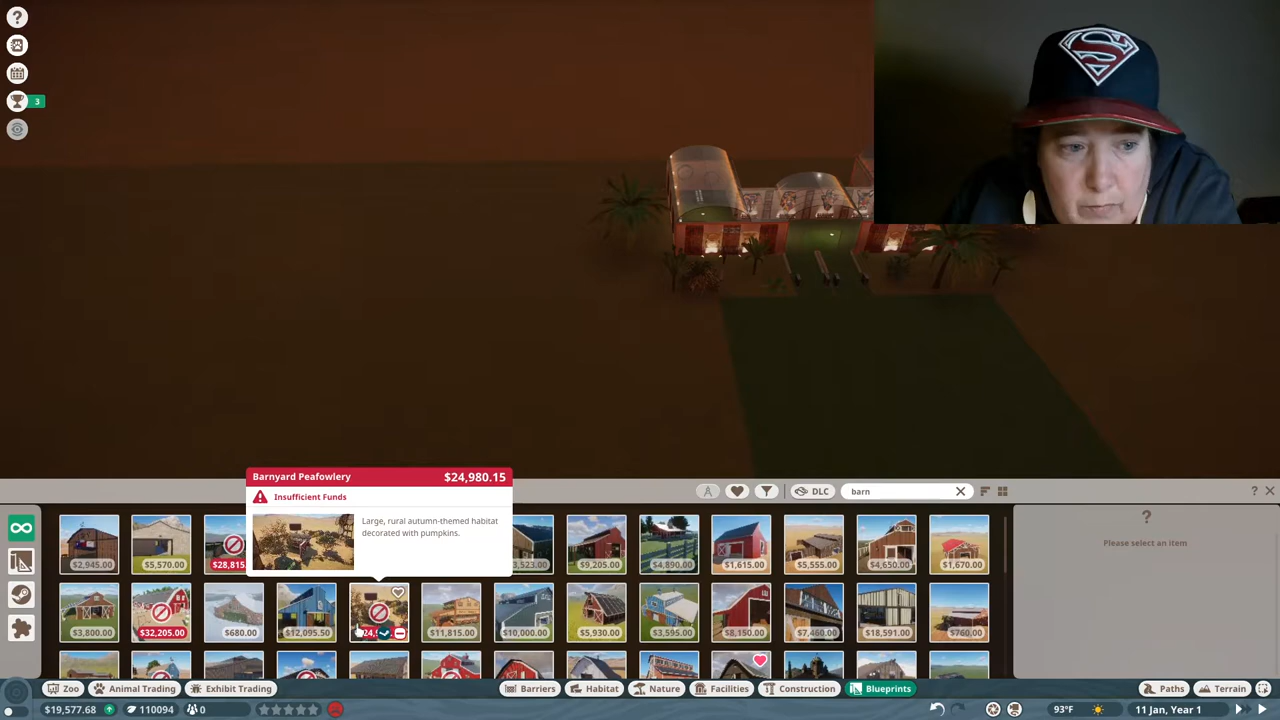 3
Barnyard Peafowlery $24,980.15
Insufficient Funds
Large, rural autumn-themed habitat
decorated with pumpkins.
DLC
barn
?
Please select an item
$2,945.00 $5,570.00 $9,205.00 $4,890.00 $1,615.00 $5,555.00 $4,650.00 $1,670.00
$3,800.00 $32,205.00 $680.00 $12,095.50 $11,815.00 $10,000.00 $5,930.00 $3,595.00 $8,150.00 $7,460.00 $18,591.00 $760.00
Zoo Animal Trading Exhibit Trading Barriers Habitat Nature Facilities Construction Blueprints Paths Terrain
$19,577.68 110094 0 93°F 11 Jan, Year 1